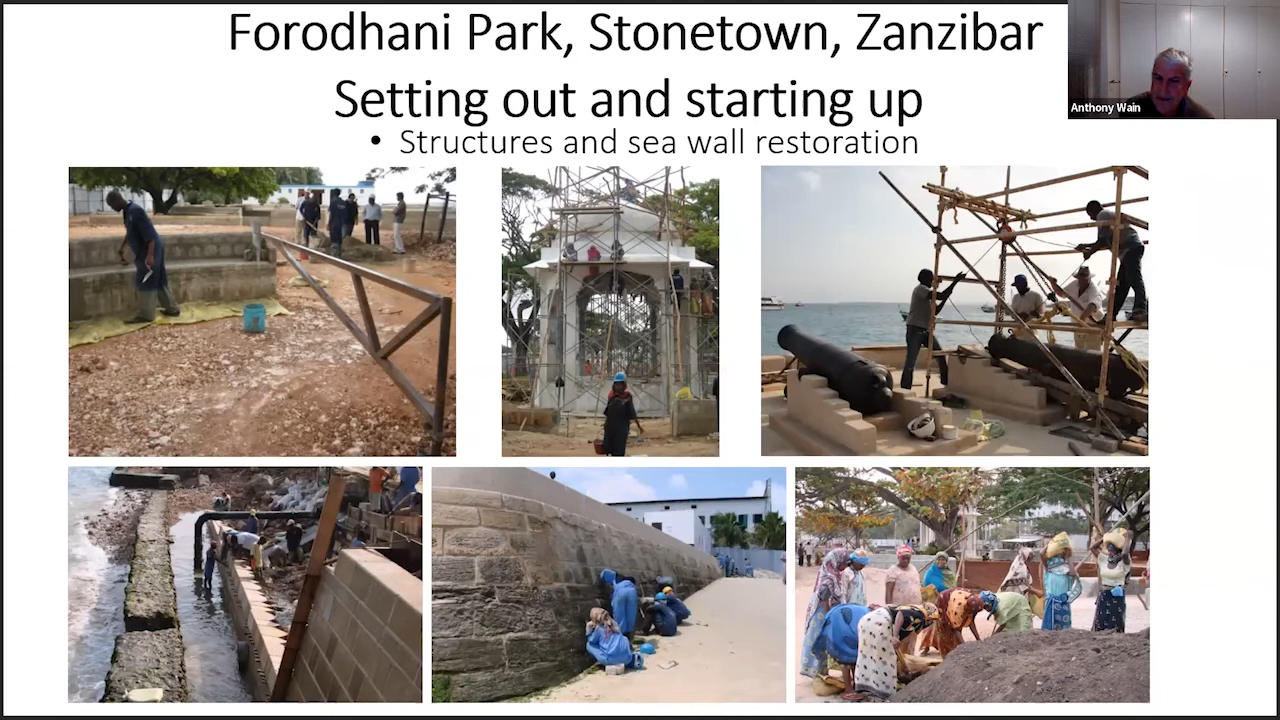 Forodhani Park, Stonetown, Zanzibar
Setting out and starting up
• Structures and sea wall restoration
Anthony Wain